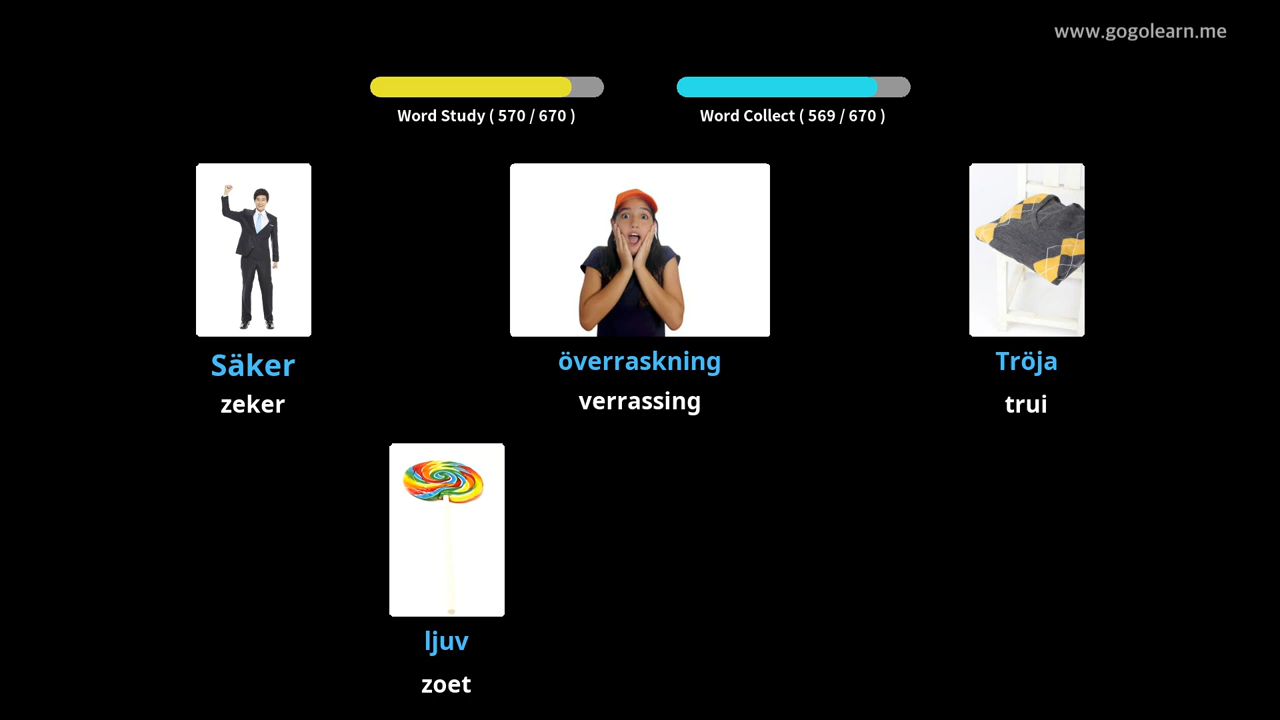 www.gogolearn.me
Word Study ( 570 / 670 )
Word Collect ( 569 / 670 )
Säker
zeker
överraskning
verrassing
Tröja
trui
ljuv
zoet